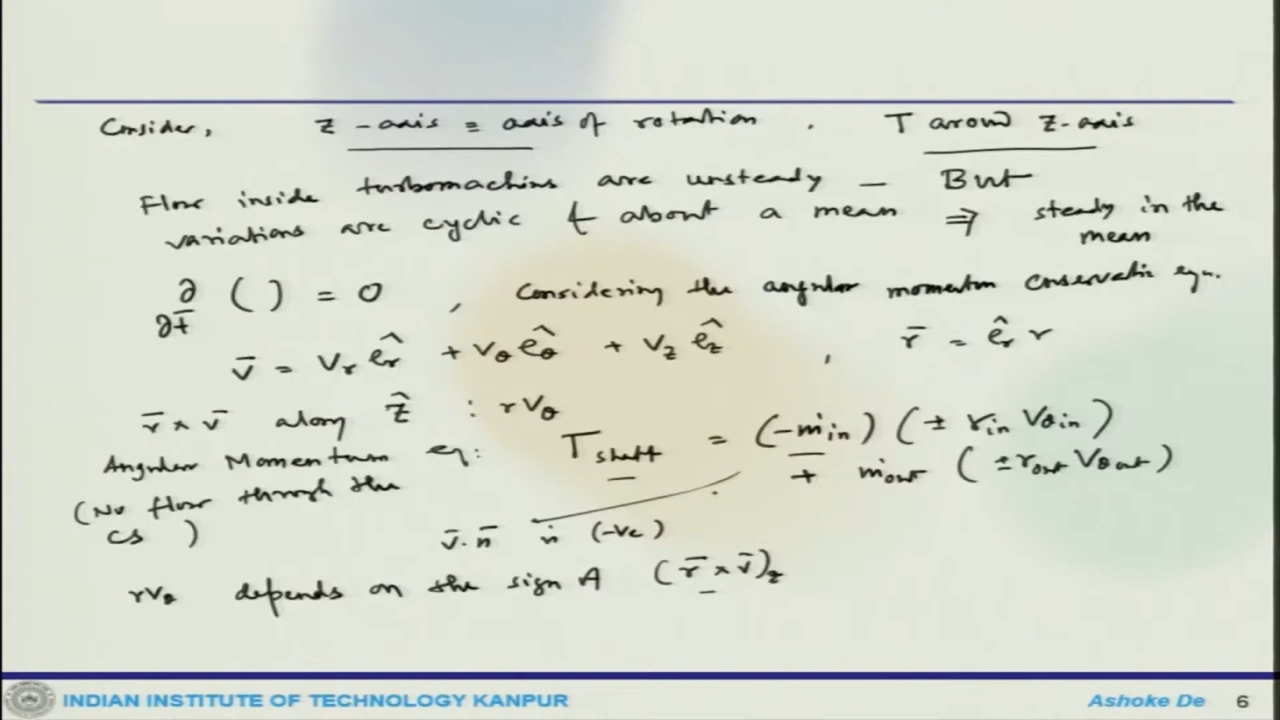 Consider, z-axis = axis of rotation. T around z-axis
Flow inside turbomachines are unsteady — But
variations are cyclic & about a mean ⇒ steady in the mean
∂/∂t ( ) = 0 , Considering the angular momentum conservatn eqn.
v̄ = Vr êr + Vθ êθ + Vz êz , r̄ = êr r
r̄ × v̄ along ẑ : rVθ
Angular Momentum eq: Tshaft = (-ṁin) (± rin Vθin)
+ ṁout (± rout Vθout)
(No flow through the
CS )
v̄·n̄ in (-ve)
rVθ depends on the sign of (r̄ × v̄)z
INDIAN INSTITUTE OF TECHNOLOGY KANPUR Ashoke De 6